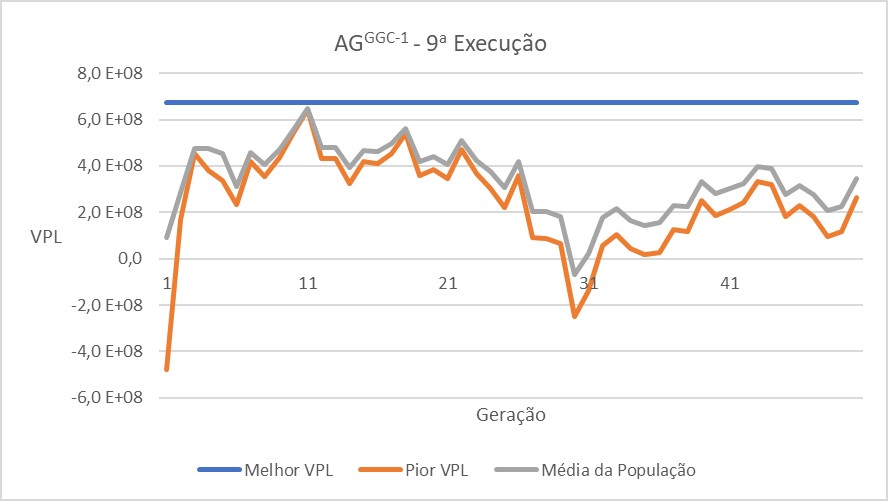 AGGGC-1 - 9ª Execução
8,0 E+08
6,0 E+08
4,0 E+08
2,0 E+08
0,0
-2,0 E+08
-4,0 E+08
-6,0 E+08
VPL
1 11 21 31 41
Geração
Melhor VPL Pior VPL Média da População